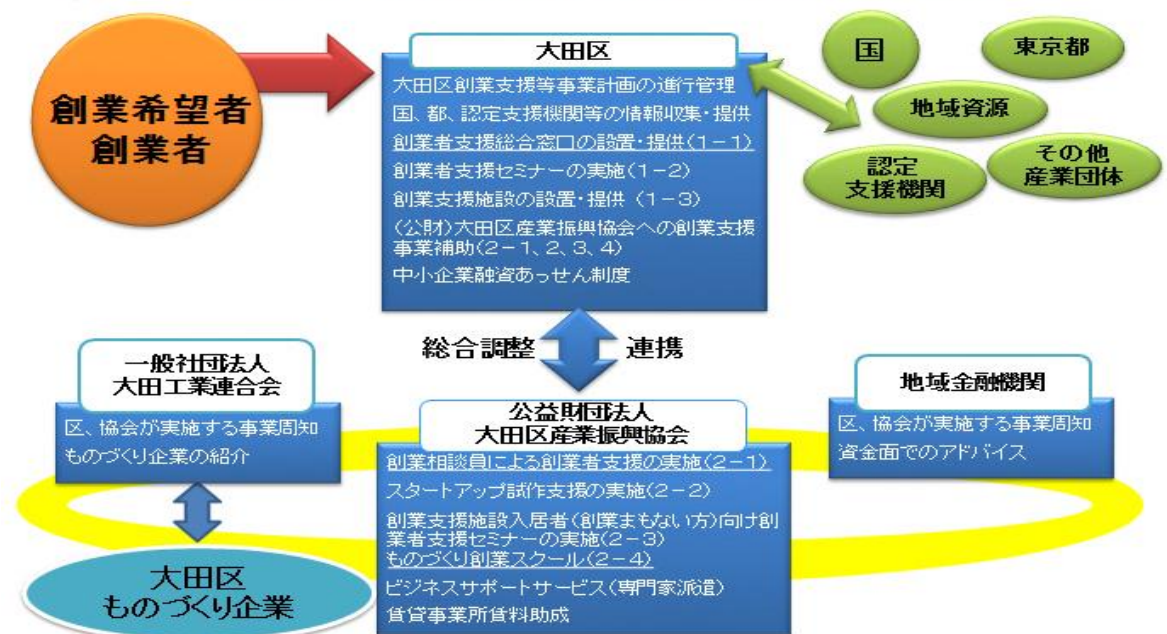 創業希望者
創業者
大田区
大田区創業支援等事業計画の進行管理
国、都、認定支援機関等の情報収集・提供
創業者支援総合窓口の設置・提供(1-1)
創業者支援セミナーの実施(1-2)
創業支援施設の設置・提供 (1-3)
(公財)大田区産業振興協会への創業支援
事業補助(2-1、2、3、4)
中小企業融資あっせん制度
国
東京都
地域資源
認定
支援機関
その他
産業団体
総合調整
連携
一般社団法人
大田工業連合会
区、協会が実施する事業周知
ものづくり企業の紹介
大田区
ものづくり企業
公益財団法人
大田区産業振興協会
創業相談員による創業者支援の実施(2-1)
スタートアップ試作支援の実施(2-2)
創業支援施設入居者(創業まもない方)向け創
業者支援セミナーの実施(2-3)
ものづくり創業スクール(2-4)
ビジネスサポートサービス(専門家派遣)
賃貸事業所賃料助成
地域金融機関
区、協会が実施する事業周知
資金面でのアドバイス